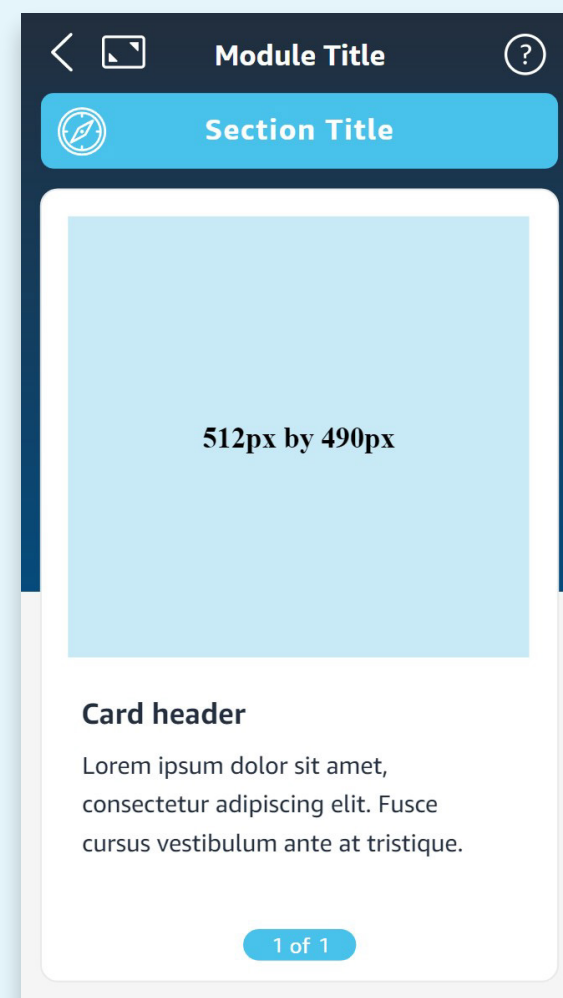 Module Title
?
Section Title
512px by 490px
Card header
Lorem ipsum dolor sit amet,
consectetur adipiscing elit. Fusce
cursus vestibulum ante at tristique.
1 of 1